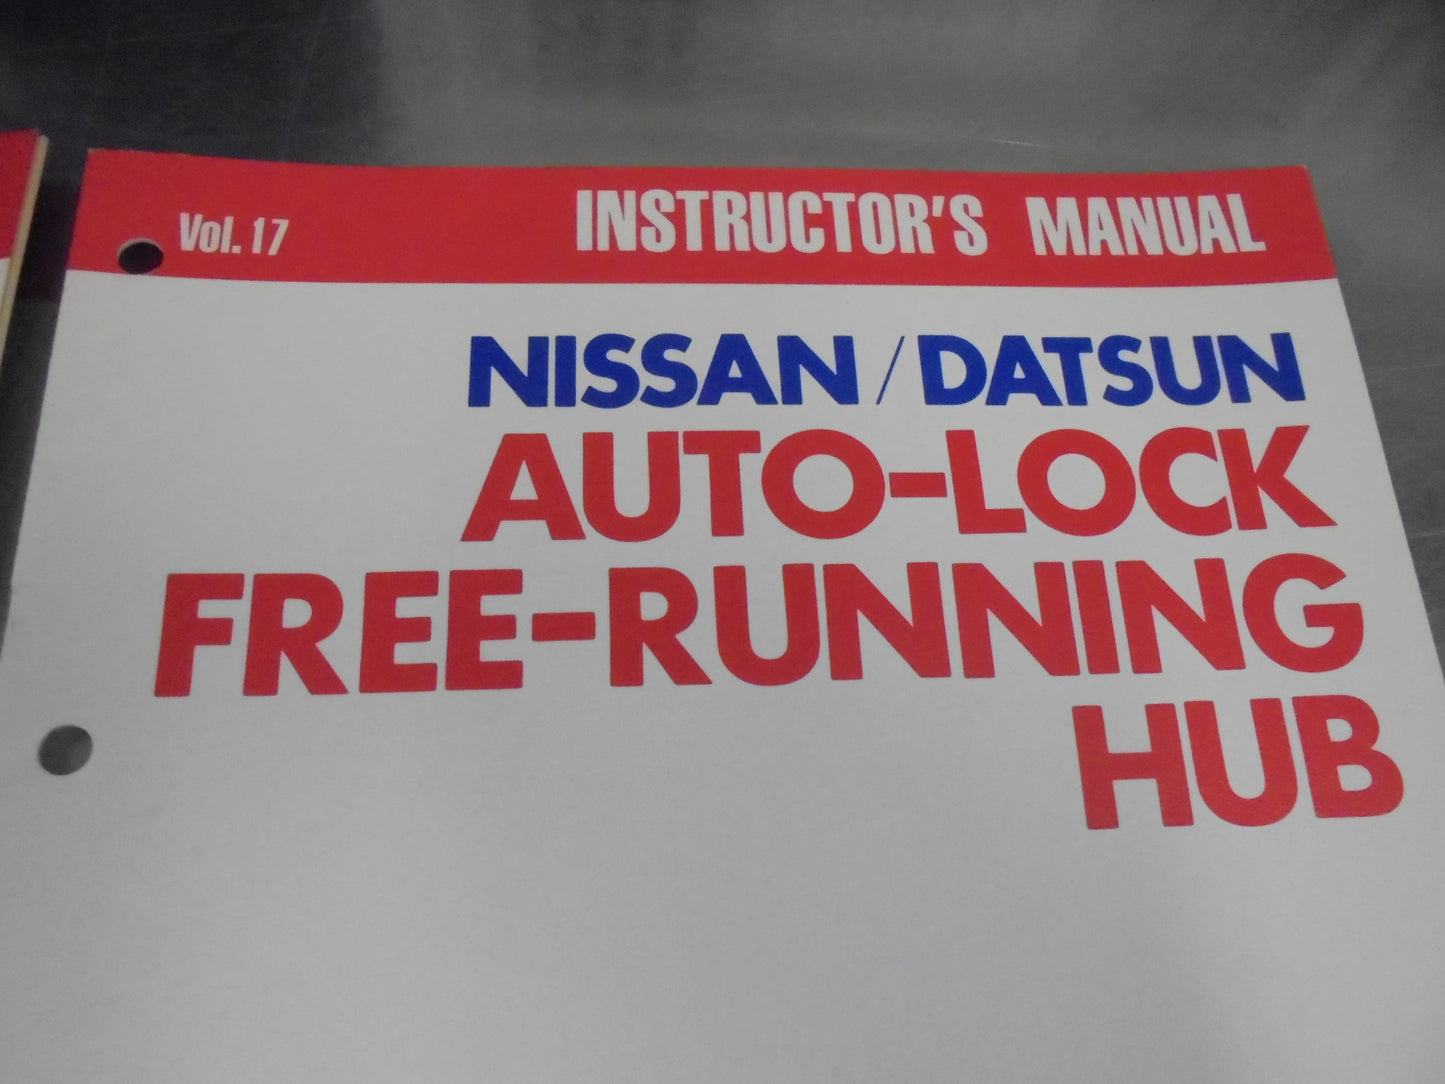 Vol. 17 INSTRUCTOR'S MANUAL
NISSAN / DATSUN
AUTO-LOCK
FREE-RUNNING
HUB